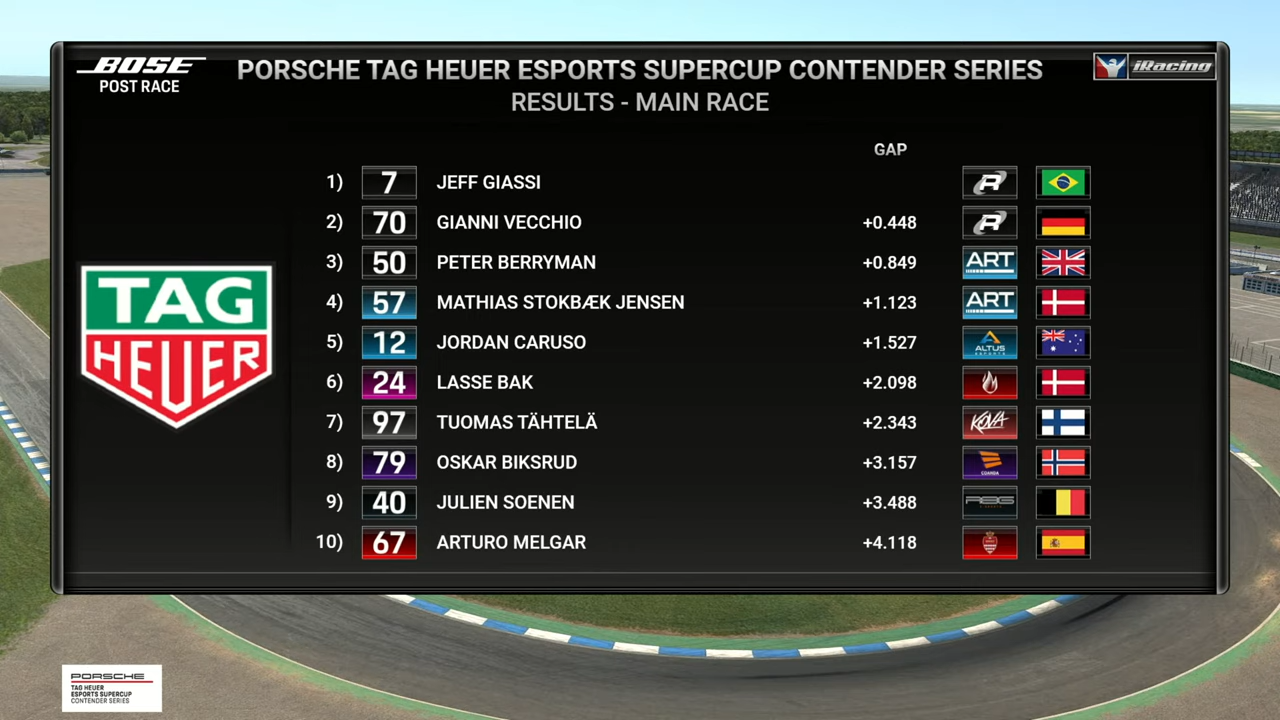 BOSE
POST RACE
PORSCHE TAG HEUER ESPORTS SUPERCUP CONTENDER SERIES
RESULTS - MAIN RACE
iRacing
GAP
1) 7 JEFF GIASSI R
2) 70 GIANNI VECCHIO +0.448 R
3) 50 PETER BERRYMAN +0.849 ART
4) 57 MATHIAS STOKBÆK JENSEN +1.123 ART
5) 12 JORDAN CARUSO +1.527 ALTUS ESPORTS
6) 24 LASSE BAK +2.098
7) 97 TUOMAS TÄHTELÄ +2.343 KOVA
8) 79 OSKAR BIKSRUD +3.157 COANDA
9) 40 JULIEN SOENEN +3.488
10) 67 ARTURO MELGAR +4.118
TAG
HEUER
PORSCHE
TAG HEUER
ESPORTS SUPERCUP
CONTENDER SERIES